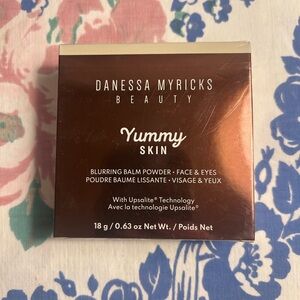 DANESSA MYRICKS
BEAUTY
Yummy
SKIN
BLURRING BALM POWDER • FACE & EYES
POUDRE BAUME LISSANTE • VISAGE & YEUX
With Upsalite® Technology
Avec la technologie Upsalite®
18 g / 0.63 oz Net Wt. / Poids Net